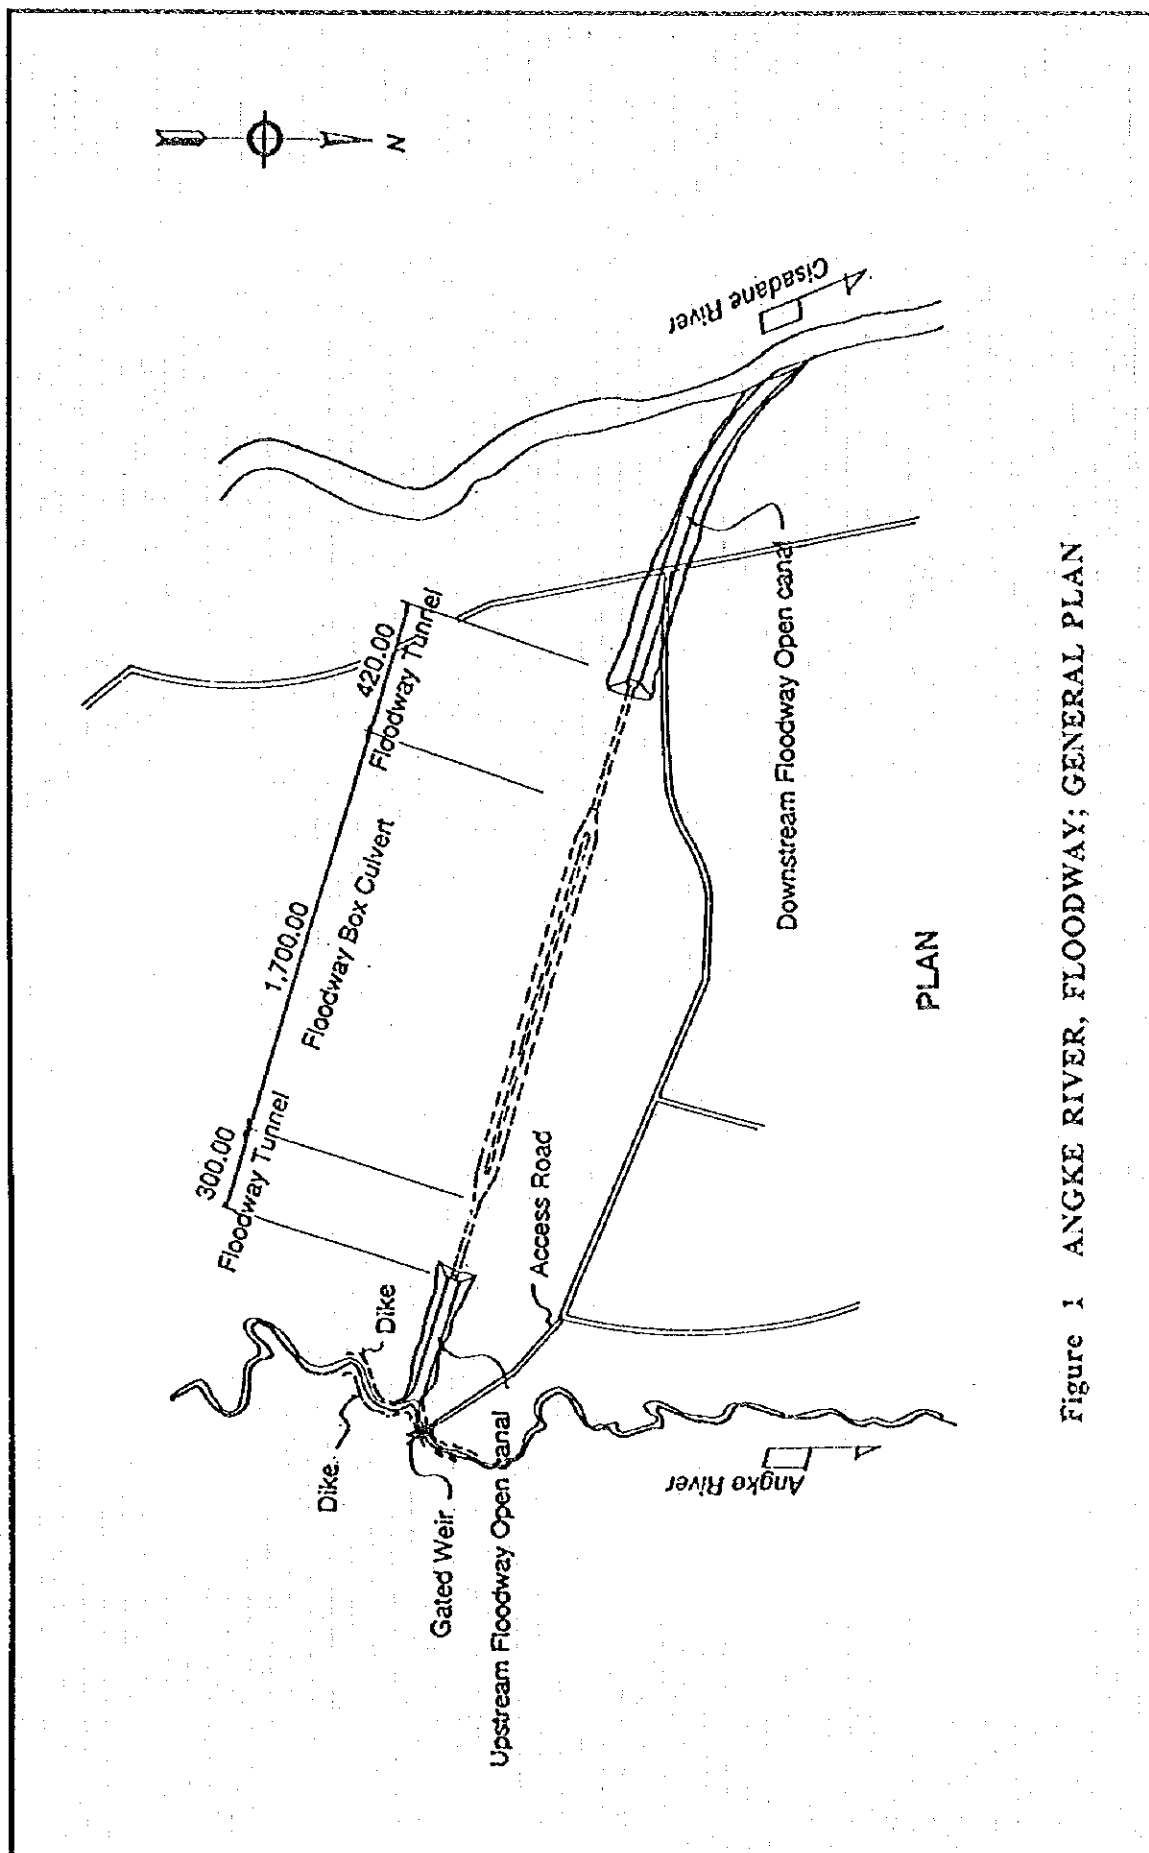 N
Cisadane River
300.00
1,700.00
420.00
Floodway Tunnel
Floodway Box Culvert
Floodway Tunnel
Dike
Dike
Gated Weir
Upstream Floodway Open canal
Access Road
Downstream Floodway Open canal
Angke River
PLAN
Figure 1 ANGKE RIVER, FLOODWAY; GENERAL PLAN